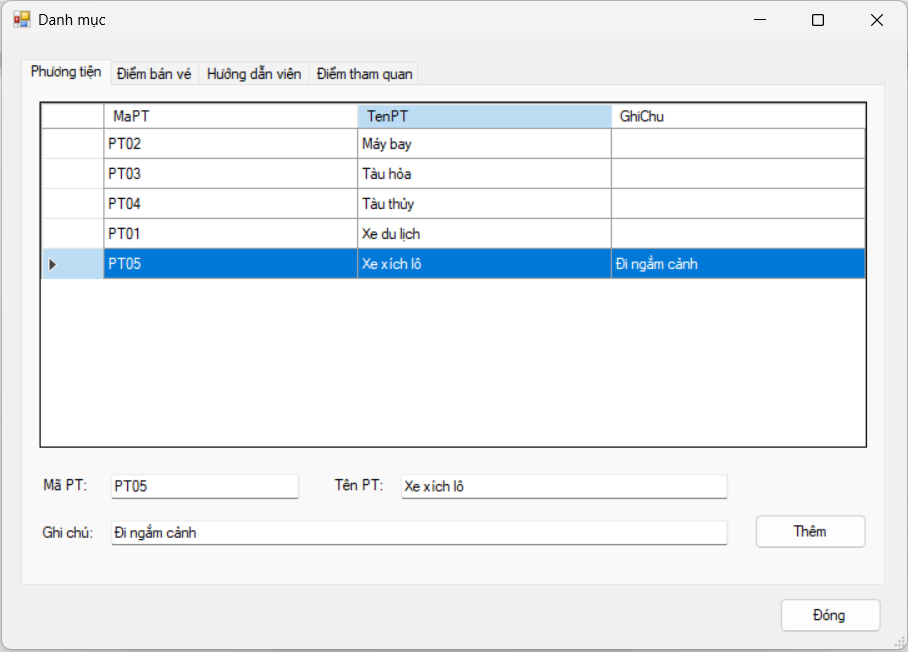 Danh mục
Phương tiện Điểm bán vé Hướng dẫn viên Điểm tham quan
MaPT TenPT GhiChu
PT02 Máy bay
PT03 Tàu hỏa
PT04 Tàu thủy
PT01 Xe du lịch
PT05 Xe xích lô Đi ngắm cảnh
Mã PT: PT05 Tên PT: Xe xích lô
Ghi chú: Đi ngắm cảnh Thêm
Đóng